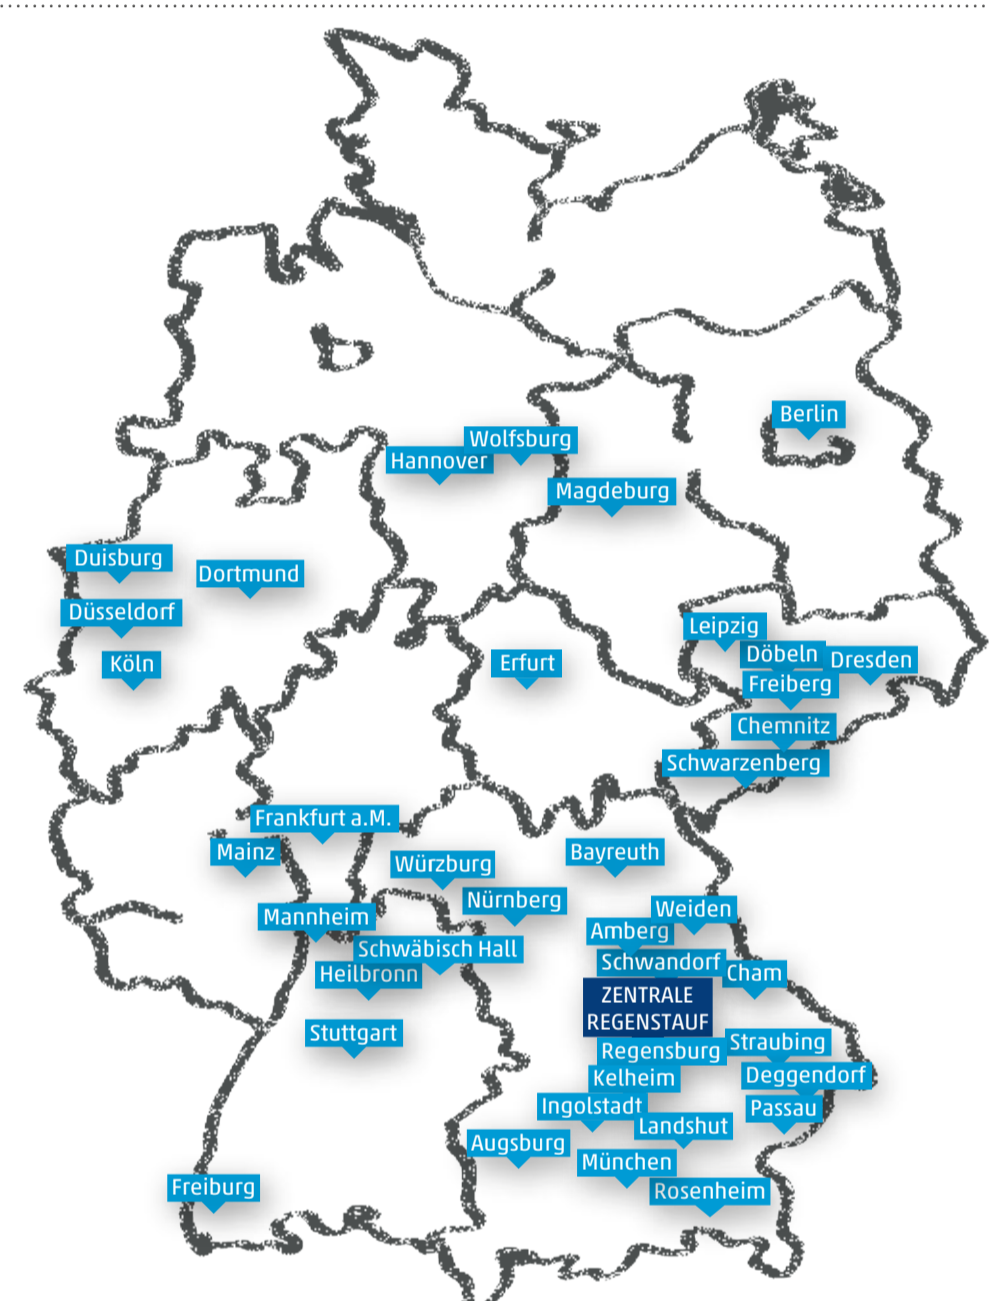 Berlin
Wolfsburg
Hannover
Magdeburg
Duisburg
Dortmund
Düsseldorf
Leipzig
Döbeln
Dresden
Köln
Erfurt
Freiberg
Chemnitz
Schwarzenberg
Frankfurt a.M.
Mainz
Würzburg
Bayreuth
Nürnberg
Weiden
Mannheim
Amberg
Schwäbisch Hall
Schwandorf
Cham
Heilbronn
ZENTRALE
REGENSTAUF
Stuttgart
Regensburg
Straubing
Kelheim
Deggendorf
Ingolstadt
Passau
Landshut
Augsburg
München
Freiburg
Rosenheim